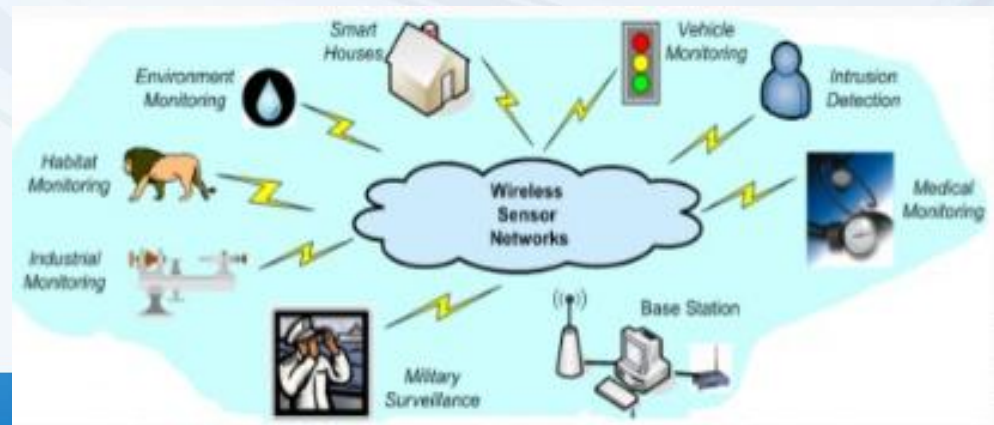 Smart
Houses
Vehicle
Monitoring
Environment
Monitoring
Intrusion
Detection
Habitat
Monitoring
Wireless
Sensor
Networks
Medical
Monitoring
Industrial
Monitoring
Base Station
Military
Surveillance